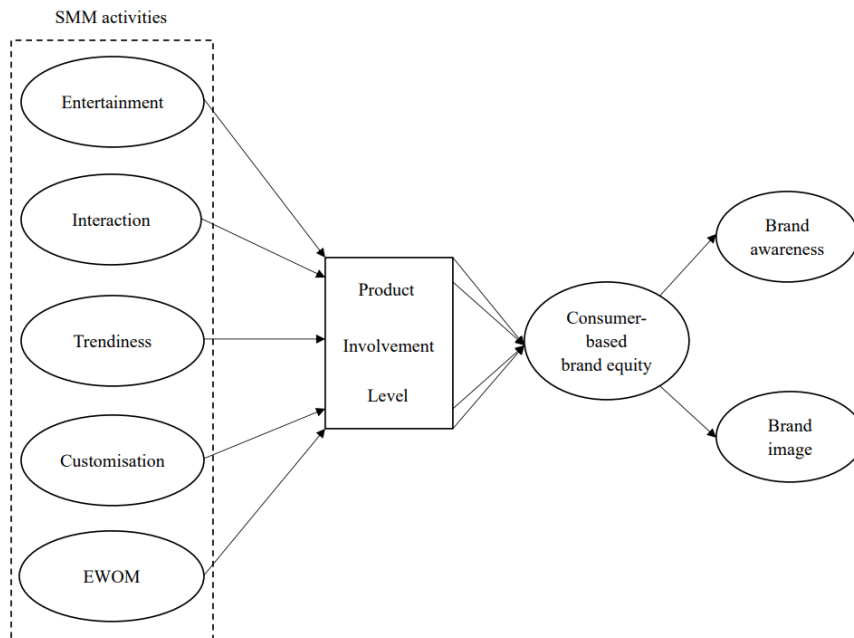 SMM activities
Entertainment
Interaction
Trendiness
Customisation
EWOM
Product
Involvement
Level
Consumer-
based
brand equity
Brand
awareness
Brand
image